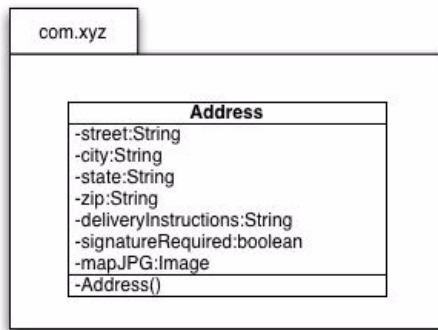 com.xyz
Address
-street:String
-city:String
-state:String
-zip:String
-deliveryInstructions:String
-signatureRequired:boolean
-mapJPG:Image
-Address()